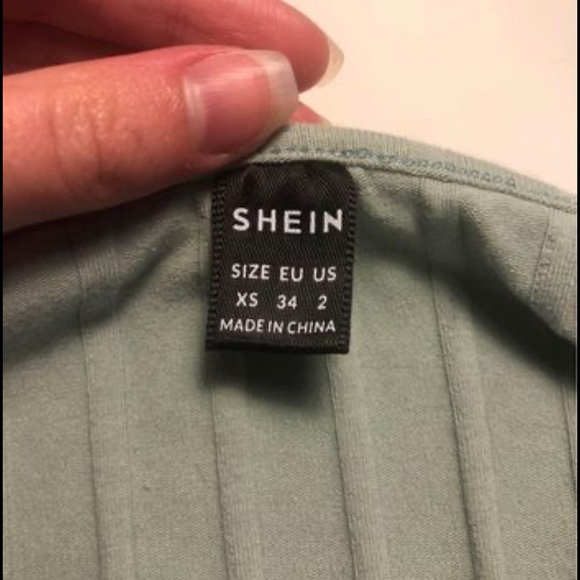 SHEIN
SIZE EU US
XS 34 2
MADE IN CHINA